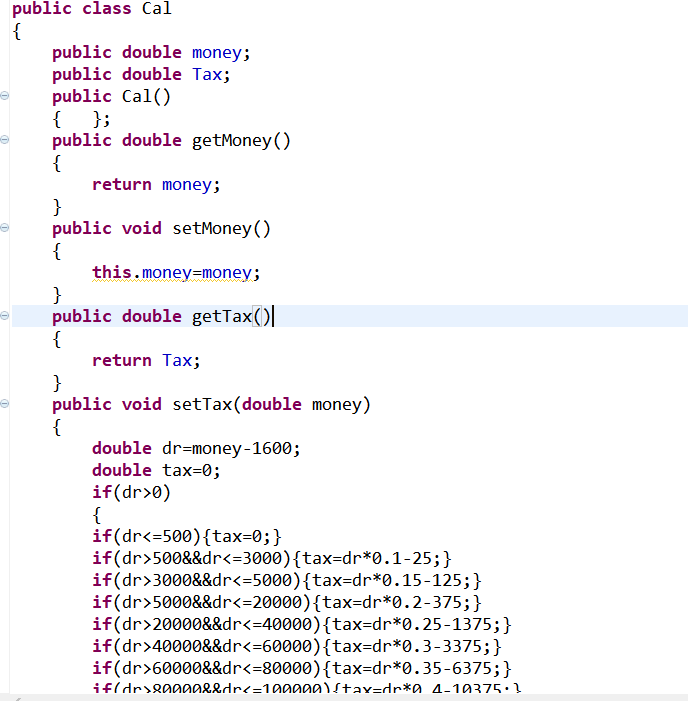 public class Cal
{
public double money;
public double Tax;
public Cal()
{ };
public double getMoney()
{
return money;
}
public void setMoney()
{
this.money=money;
}
public double getTax()
{
return Tax;
}
public void setTax(double money)
{
double dr=money-1600;
double tax=0;
if(dr>0)
{
if(dr<=500){tax=0;}
if(dr>500&&dr<=3000){tax=dr*0.1-25;}
if(dr>3000&&dr<=5000){tax=dr*0.15-125;}
if(dr>5000&&dr<=20000){tax=dr*0.2-375;}
if(dr>20000&&dr<=40000){tax=dr*0.25-1375;}
if(dr>40000&&dr<=60000){tax=dr*0.3-3375;}
if(dr>60000&&dr<=80000){tax=dr*0.35-6375;}
if(dr>80000&&dr<=100000){tax=dr*0.4-10375;}